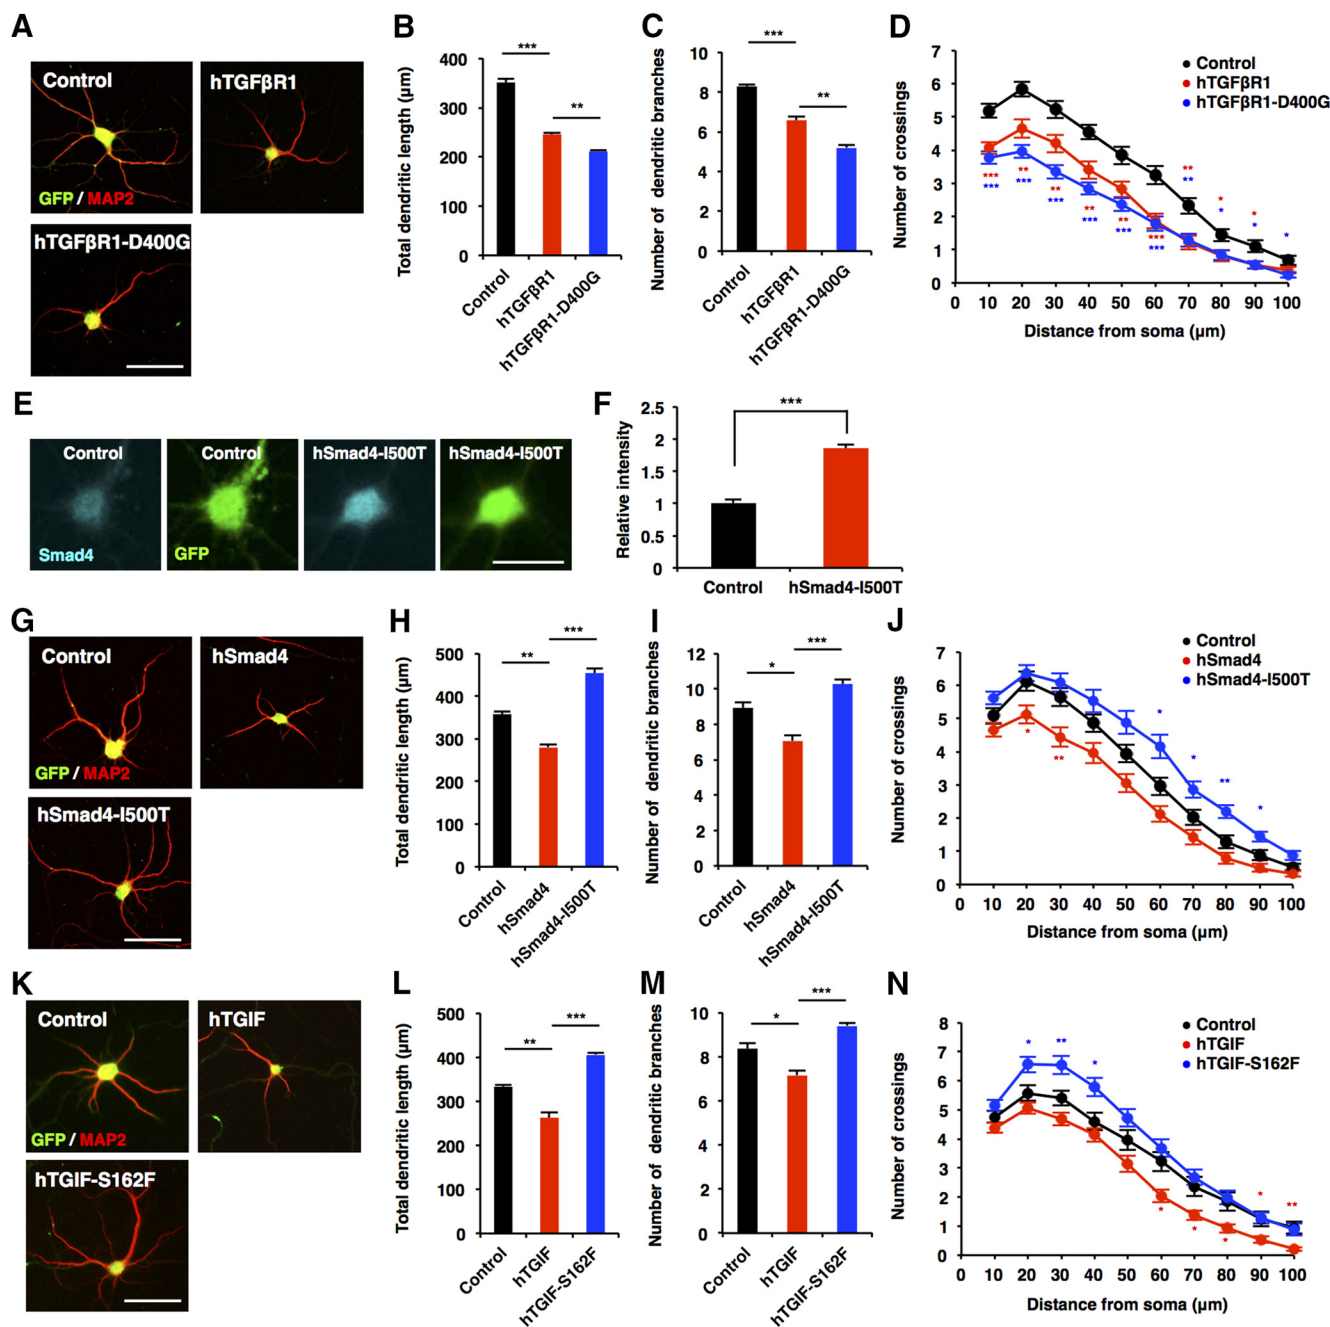 A
Control
GFP / MAP2
hTGFβR1
hTGFβR1-D400G
B
Total dendritic length (µm)
400
300
200
100
0
***
**
Control
hTGFβR1
hTGFβR1-D400G
C
Number of dendritic branches
10
8
6
4
2
0
***
**
Control
hTGFβR1
hTGFβR1-D400G
D
Number of crossings
7
6
5
4
3
2
1
0
Control
hTGFβR1
hTGFβR1-D400G
*** ** ** ** ** *** ** * *
*** *** *** *** *** *** ** * * *
0 10 20 30 40 50 60 70 80 90 100
Distance from soma (µm)
E
Control
Smad4
Control
GFP
hSmad4-I500T
hSmad4-I500T
F
Relative intensity
2.5
2
1.5
1
0.5
0
***
Control hSmad4-I500T
G
Control
GFP / MAP2
hSmad4
hSmad4-I500T
H
Total dendritic length (µm)
500
400
300
200
100
0
**
***
Control
hSmad4
hSmad4-I500T
I
Number of dendritic branches
12
10
8
6
4
2
0
*
***
Control
hSmad4
hSmad4-I500T
J
Number of crossings
7
6
5
4
3
2
1
0
Control
hSmad4
hSmad4-I500T
* * ** *
* **
0 10 20 30 40 50 60 70 80 90 100
Distance from soma (µm)
K
Control
GFP / MAP2
hTGIF
hTGIF-S162F
L
Total dendritic length (µm)
500
400
300
200
100
0
**
***
Control
hTGIF
hTGIF-S162F
M
Number of dendritic branches
10
8
6
4
2
0
*
***
Control
hTGIF
hTGIF-S162F
N
Number of crossings
8
7
6
5
4
3
2
1
0
Control
hTGIF
hTGIF-S162F
* ** *
* * * * **
0 10 20 30 40 50 60 70 80 90 100
Distance from soma (µm)